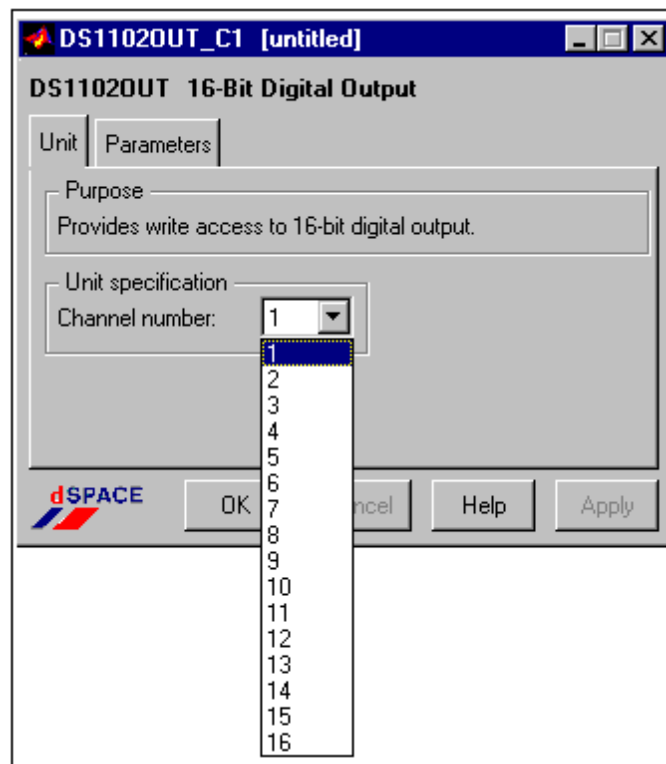 DS1102OUT_C1 [untitled]
DS1102OUT 16-Bit Digital Output
Unit Parameters
Purpose
Provides write access to 16-bit digital output.
Unit specification
Channel number: 1
1
2
3
4
5
6
7
8
9
10
11
12
13
14
15
16
dSPACE OK ncel Help Apply